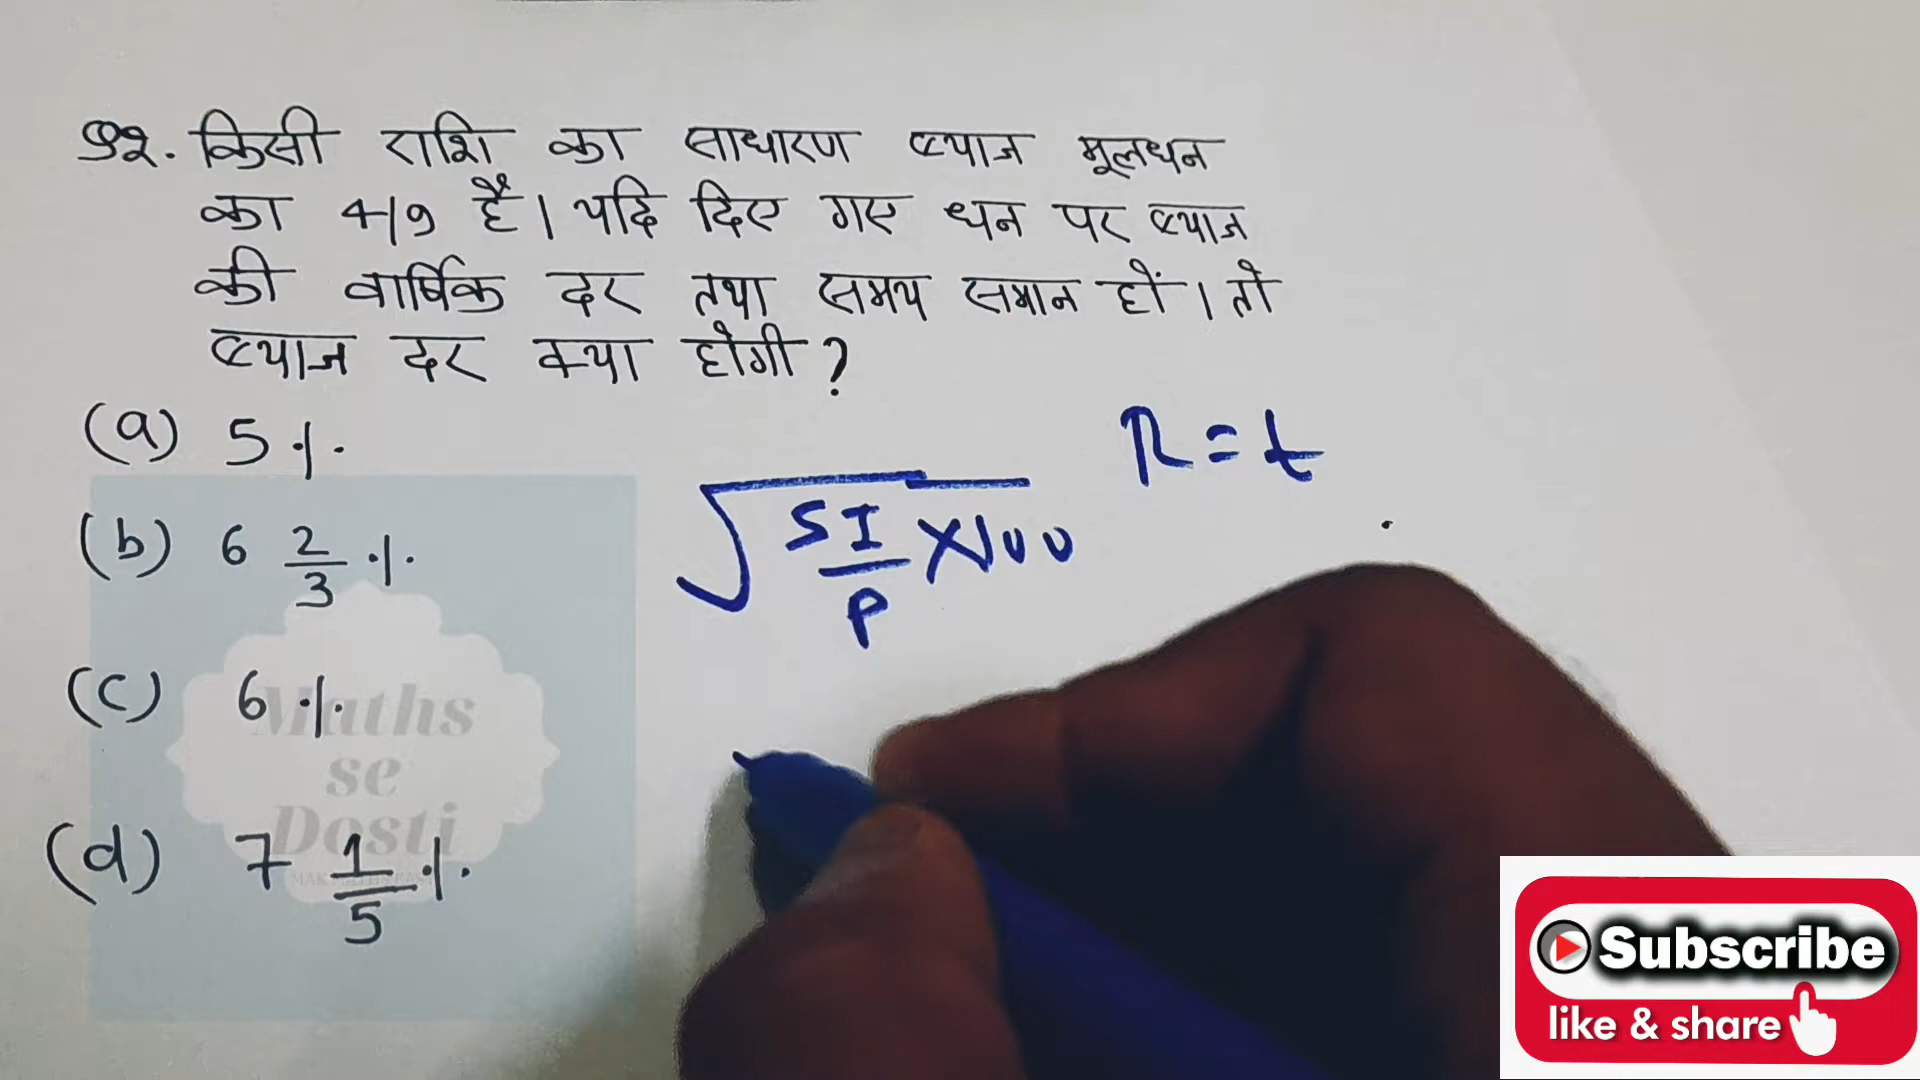 Q2. किसी राशि का साधारण ब्याज मूलधन
का 4/9 है। यदि दिए गए धन पर ब्याज
की वार्षिक दर तथा समय समान हों। तो
ब्याज दर क्या होगी?
(a) 5 %
(b) 6 2/3 %
(c) 6 %
(d) 7 1/5 %
R = t
√ SI/P × 100
Maths
se
Dosti
Subscribe
like & share